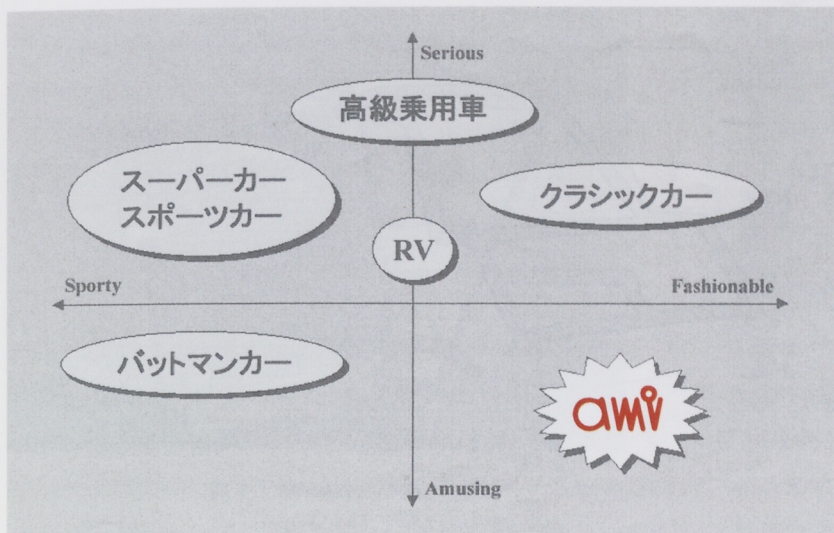 Serious
高級乗用車
スーパーカー
スポーツカー
クラシックカー
RV
Sporty
Fashionable
バットマンカー
ami
Amusing